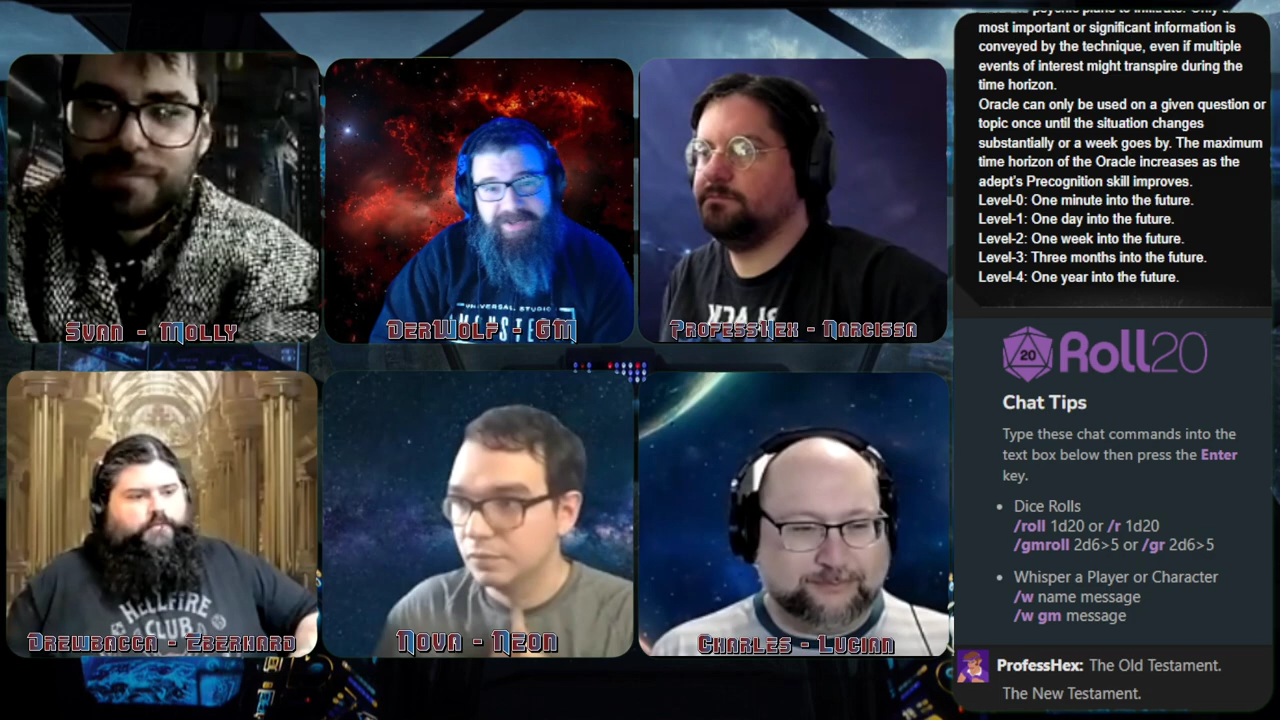 most important or significant information is
conveyed by the technique, even if multiple
events of interest might transpire during the
time horizon.
Oracle can only be used on a given question or
topic once until the situation changes
substantially or a week goes by. The maximum
time horizon of the Oracle increases as the
adept's Precognition skill improves.
Level-0: One minute into the future.
Level-1: One day into the future.
Level-2: One week into the future.
Level-3: Three months into the future.
Level-4: One year into the future.
UNIVERSAL STUDIO
MONSTE
BLACK
Svan - Molly
DerWolf - GM
ProfessHex - Narcissa
20
Roll20
Chat Tips
Type these chat commands into the
text box below then press the Enter
key.
• Dice Rolls
/roll 1d20 or /r 1d20
/gmroll 2d6>5 or /gr 2d6>5
• Whisper a Player or Character
/w name message
/w gm message
HELLFIRE
CLUB
Drewbacca - Eberhard
Nova - Neon
Charles - Lucian
ProfessHex: The Old Testament.
The New Testament.